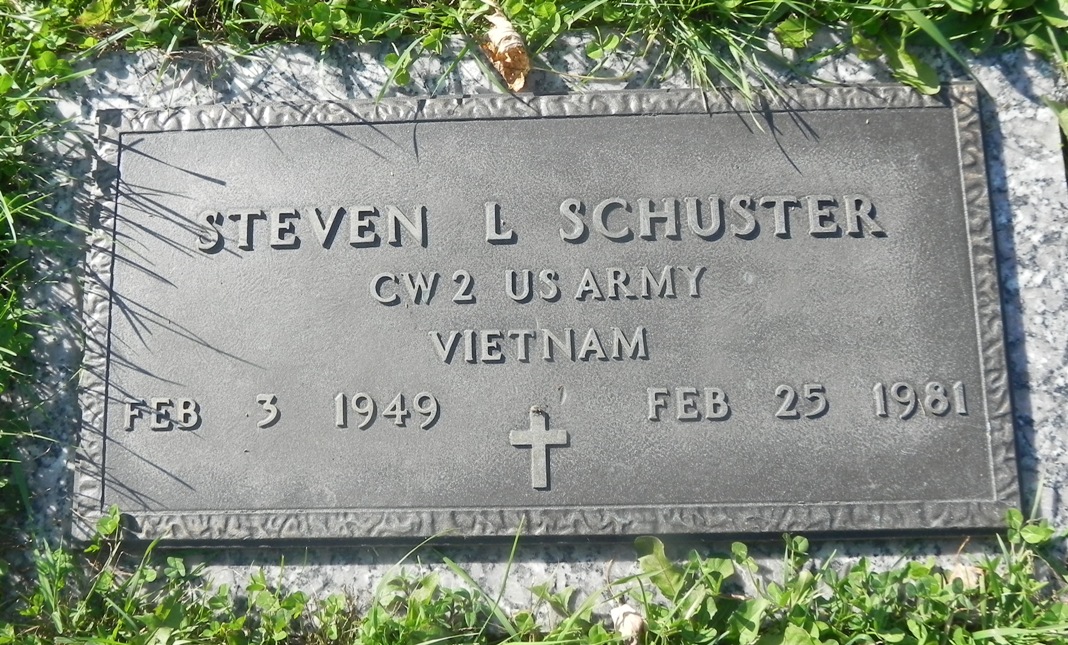 STEVEN L SCHUSTER
CW2 US ARMY
VIETNAM
FEB 3 1949 FEB 25 1981